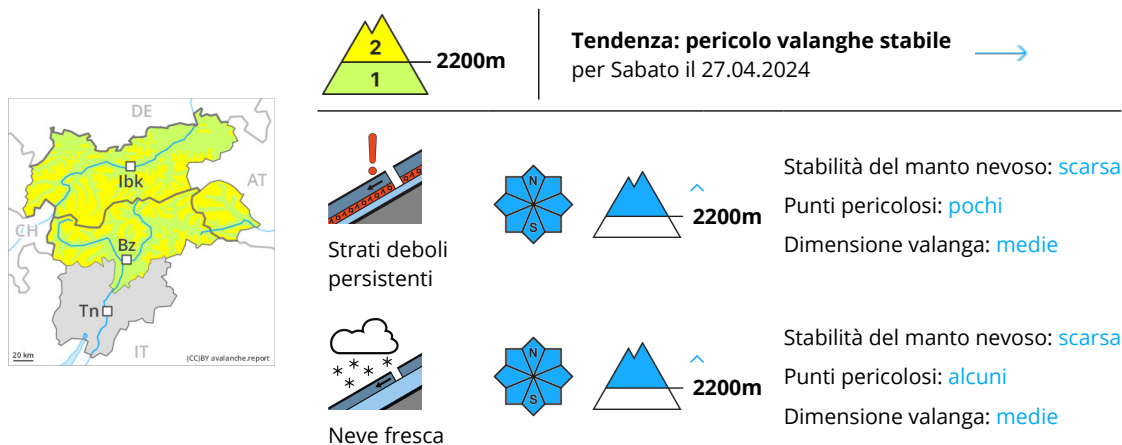 2
1
2200m
Tendenza: pericolo valanghe stabile
per Sabato il 27.04.2024
DE
Ibk
AT
CH
Bz
Tn
IT
20 km
(CC)BY avalanche.report
N
S
2200m
Strati deboli
persistenti
Stabilità del manto nevoso: scarsa
Punti pericolosi: pochi
Dimensione valanga: medie
N
S
2200m
Neve fresca
Stabilità del manto nevoso: scarsa
Punti pericolosi: alcuni
Dimensione valanga: medie